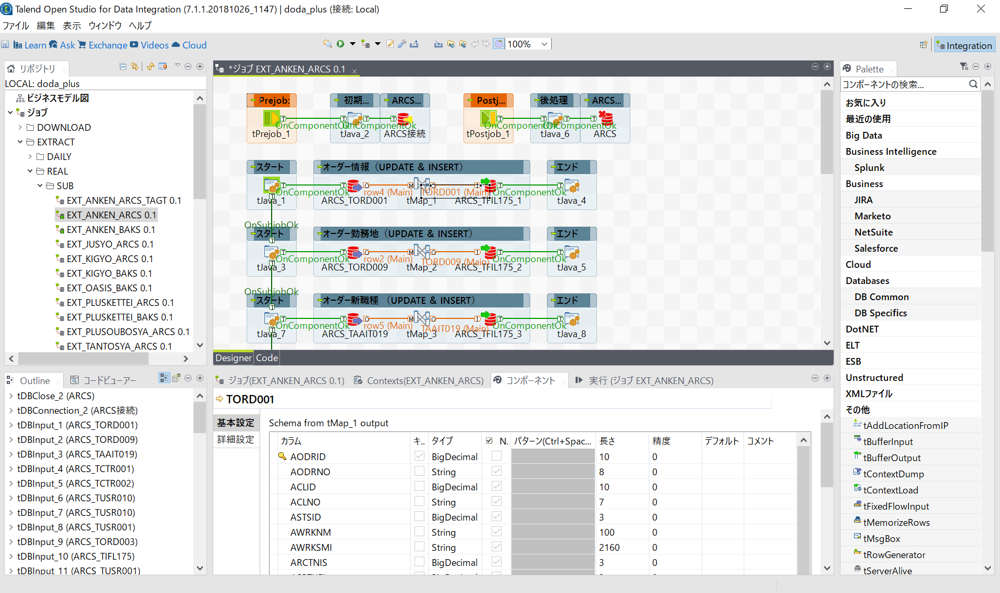 Talend Open Studio for Data Integration (7.1.1.20181026_1147) | doda_plus (接続: Local)
ファイル 編集 表示 ウィンドウ ヘルプ
Learn Ask Exchange Videos Cloud
100%
Integration
リポジトリ
LOCAL: doda_plus
ビジネスモデル図
ジョブ
DOWNLOAD
EXTRACT
DAILY
REAL
SUB
EXT_ANKEN_ARCS_TAGT 0.1
EXT_ANKEN_ARCS 0.1
EXT_ANKEN_BAKS 0.1
EXT_JUSYO_ARCS 0.1
EXT_KIGYO_ARCS 0.1
EXT_KIGYO_BAKS 0.1
EXT_OASIS_BAKS 0.1
EXT_PLUSKETTEI_ARCS 0.1
EXT_PLUSKETTEI_BAKS 0.1
EXT_PLUSOUBOSYA_ARCS 0.1
EXT_TANTOSYA_ARCS 0.1
*ジョブ EXT_ANKEN_ARCS 0.1
Prejob: 初期... ARCS... Postj... 後処理 ARCS...
OnComponentOk OnComponentOk OnComponentOk OnComponentOk
tPrejob_1 tJava_2 ARCS接続 tPostjob_1 tJava_6 ARCS
スタート オーダー情報（UPDATE & INSERT） エンド
OnComponentOk row4 (Main) TORD001 (Main) OnComponentOk
tJava_1 ARCS_TORD001 tMap_1 ARCS_TFIL175_1 tJava_4
OnSubjobOk
スタート オーダー勤務地（UPDATE & INSERT） エンド
OnComponentOk row2 (Main) TORD009 (Main) OnComponentOk
tJava_3 ARCS_TORD009 tMap_2 ARCS_TFIL175_2 tJava_5
OnSubjobOk
スタート オーダー新職種 （UPDATE & INSERT） エンド
OnComponentOk row5 (Main) TAAIT019 (Main) OnComponentOk
tJava_7 ARCS_TAAIT019 tMap_3 ARCS_TFIL175_3 tJava_8
Designer Code
Palette
コンポーネントの検索...
お気に入り
最近の使用
Big Data
Business Intelligence
Splunk
Business
JIRA
Marketo
NetSuite
Salesforce
Cloud
Databases
DB Common
DB Specifics
DotNET
ELT
ESB
Unstructured
XMLファイル
その他
tAddLocationFromIP
tBufferInput
tBufferOutput
tContextDump
tContextLoad
tFixedFlowInput
tMemorizeRows
tMsgBox
tRowGenerator
tServerAlive
Outline コードビューアー
tDBClose_2 (ARCS)
tDBConnection_2 (ARCS接続)
tDBInput_1 (ARCS_TORD001)
tDBInput_2 (ARCS_TORD009)
tDBInput_3 (ARCS_TAAIT019)
tDBInput_4 (ARCS_TCTR001)
tDBInput_5 (ARCS_TCTR002)
tDBInput_6 (ARCS_TUSR010)
tDBInput_7 (ARCS_TUSR010)
tDBInput_8 (ARCS_TUSR001)
tDBInput_9 (ARCS_TORD003)
tDBInput_10 (ARCS_TIFL175)
tDBInput_11 (ARCS_TUSR001)
ジョブ(EXT_ANKEN_ARCS 0.1) Contexts(EXT_ANKEN_ARCS) コンポーネント 実行 (ジョブ EXT_ANKEN_ARCS)
TORD001
基本設定
詳細設定
Schema from tMap_1 output
カラム キ.. タイプ N. パターン(Ctrl+Spac... 長さ 精度 デフォルト コメント
AODRID BigDecimal 10 0
AODRNO String 8 0
ACLID BigDecimal 10 0
ACLNO String 7 0
ASTSID BigDecimal 3 0
AWRKNM String 100 0
AWRKSMI String 2160 0
ARCTNIS BigDecimal 3 0